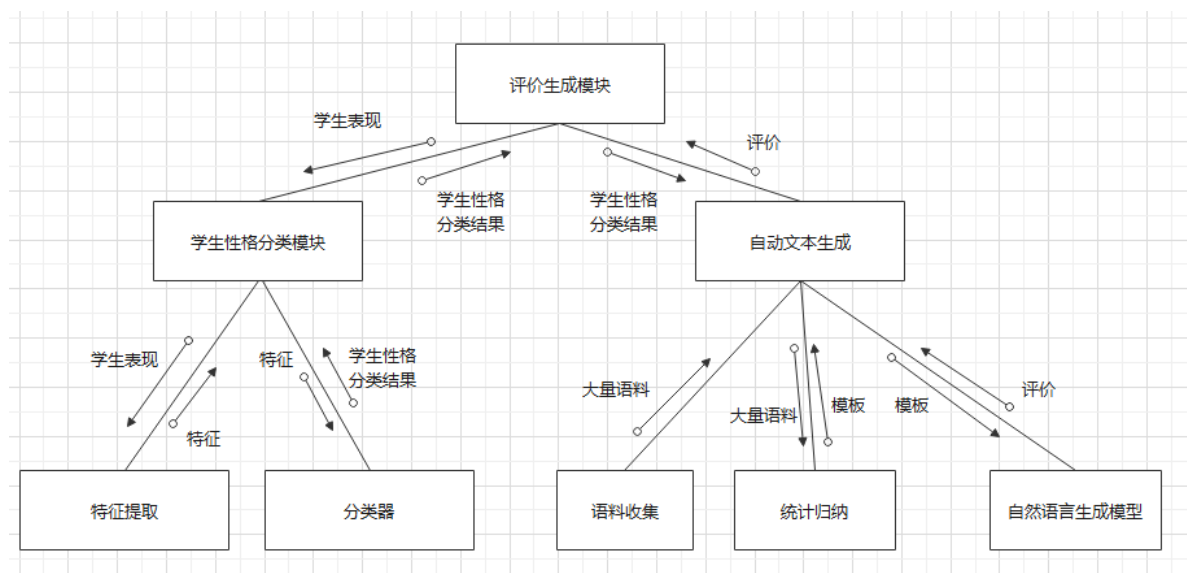 评价生成模块
学生表现
评价
学生性格
分类结果
学生性格
分类结果
学生性格分类模块
自动文本生成
学生表现
特征
特征
学生性格
分类结果
大量语料
大量语料
模板
模板
评价
特征提取
分类器
语料收集
统计归纳
自然语言生成模型